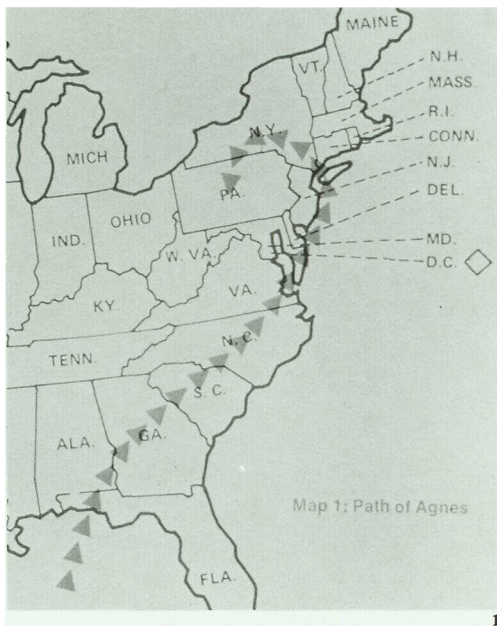 MAINE
VT.
N.H.
MASS.
N.Y.
R.I.
CONN.
MICH
N.J.
PA.
DEL.
OHIO
IND.
MD.
W. VA.
D.C.
VA.
KY.
N.C.
TENN.
S.C.
GA.
ALA.
Map 1: Path of Agnes
FLA.
1